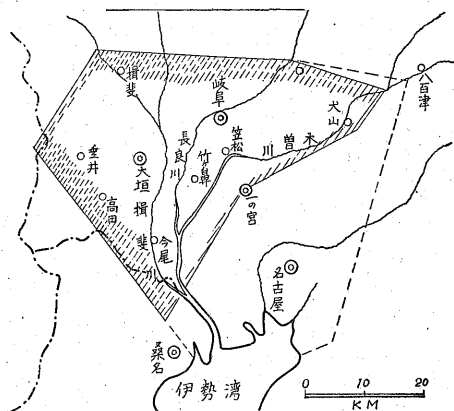 揖斐
岐阜
八百津
犬山
木曽川
長良川
竹ヶ鼻
笠松
垂井
大垣
一の宮
高田
揖斐川
今尾
名古屋
桑名
伊勢湾
0 10 20
KM